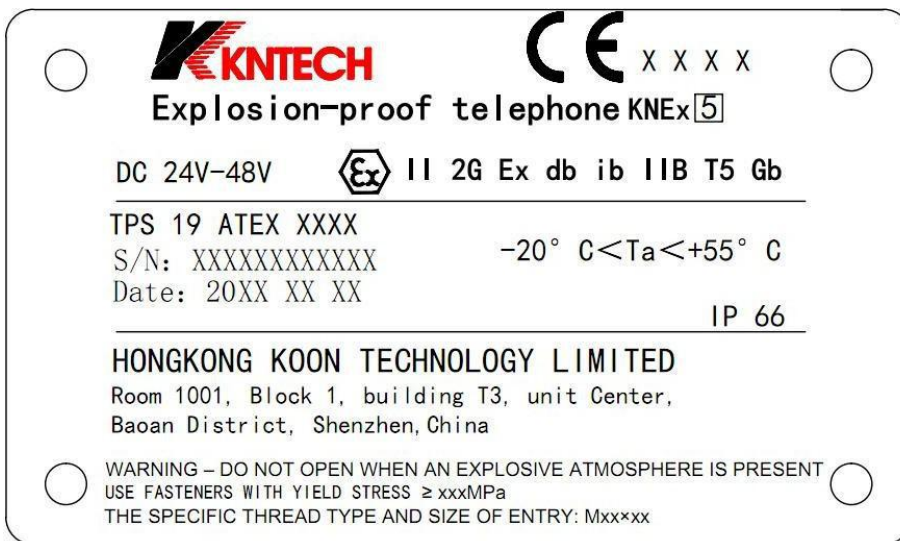 KNTECH
CE X X X X
Explosion-proof telephone KNEx5
DC 24V-48V Ex II 2G Ex db ib IIB T5 Gb
TPS 19 ATEX XXXX
S/N: XXXXXXXXXXXX
Date: 20XX XX XX
-20° C<Ta<+55° C
IP 66
HONGKONG KOON TECHNOLOGY LIMITED
Room 1001, Block 1, building T3, unit Center,
Baoan District, Shenzhen, China
WARNING – DO NOT OPEN WHEN AN EXPLOSIVE ATMOSPHERE IS PRESENT
USE FASTENERS WITH YIELD STRESS ≥ xxxMPa
THE SPECIFIC THREAD TYPE AND SIZE OF ENTRY: Mxx×xx